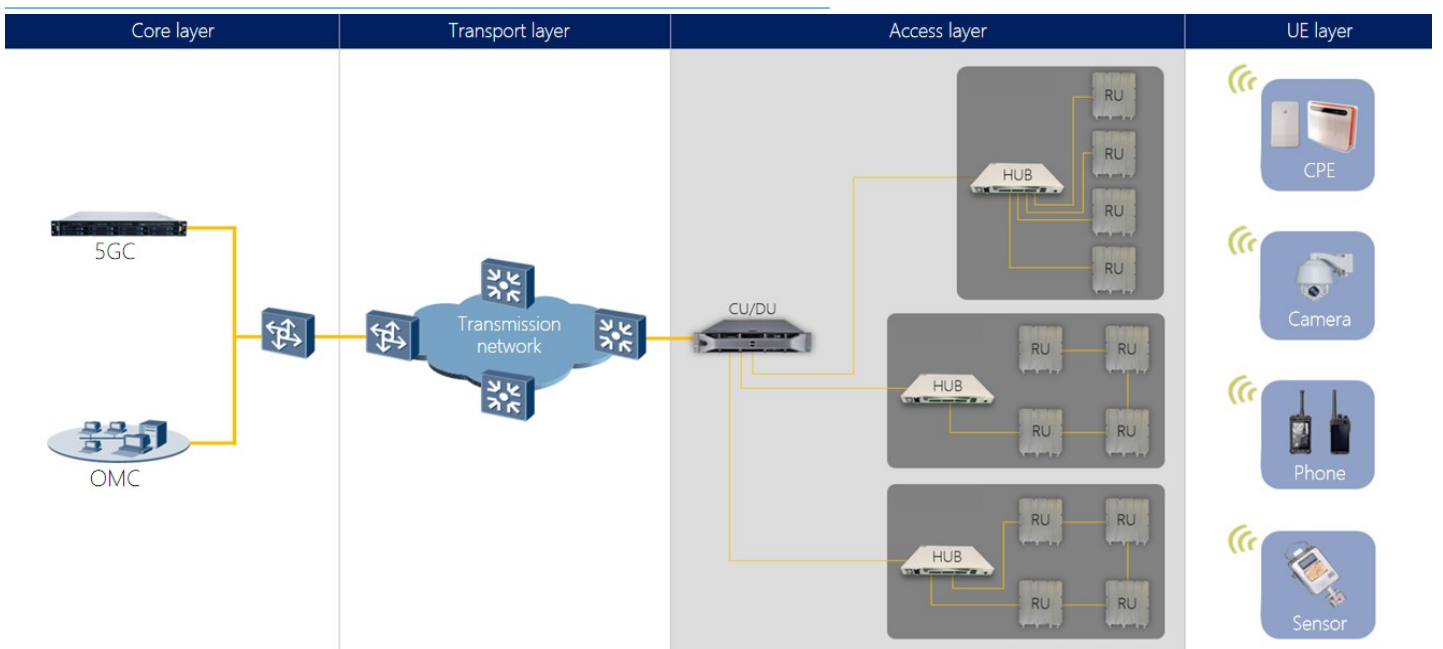 Core layer
Transport layer
Access layer
UE layer
5GC
OMC
Transmission
network
CU/DU
HUB
RU
RU
RU
RU
HUB
RU
RU
RU
RU
HUB
RU
RU
RU
RU
CPE
Camera
Phone
Sensor